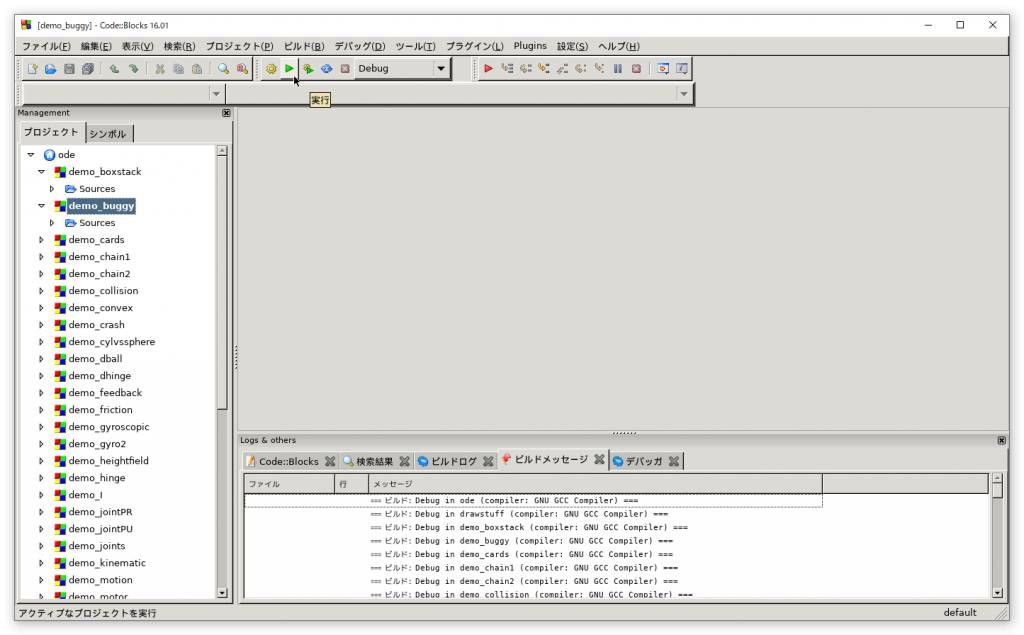 [demo_buggy] - Code::Blocks 16.01
ファイル(F) 編集(E) 表示(V) 検索(R) プロジェクト(P) ビルド(B) デバッグ(D) ツール(T) プラグイン(L) Plugins 設定(S) ヘルプ(H)
Debug
実行
Management
プロジェクト シンボル
ode
demo_boxstack
Sources
demo_buggy
Sources
demo_cards
demo_chain1
demo_chain2
demo_collision
demo_convex
demo_crash
demo_cylvssphere
demo_dball
demo_dhinge
demo_feedback
demo_friction
demo_gyroscopic
demo_gyro2
demo_heightfield
demo_hinge
demo_I
demo_jointPR
demo_jointPU
demo_joints
demo_kinematic
demo_motion
demo_motor
Logs & others
Code::Blocks 検索結果 ビルドログ ビルドメッセージ デバッガ
ファイル 行 メッセージ
=== ビルド: Debug in ode (compiler: GNU GCC Compiler) ===
=== ビルド: Debug in drawstuff (compiler: GNU GCC Compiler) ===
=== ビルド: Debug in demo_boxstack (compiler: GNU GCC Compiler) ===
=== ビルド: Debug in demo_buggy (compiler: GNU GCC Compiler) ===
=== ビルド: Debug in demo_cards (compiler: GNU GCC Compiler) ===
=== ビルド: Debug in demo_chain1 (compiler: GNU GCC Compiler) ===
=== ビルド: Debug in demo_chain2 (compiler: GNU GCC Compiler) ===
=== ビルド: Debug in demo_collision (compiler: GNU GCC Compiler) ===
アクティブなプロジェクトを実行
default